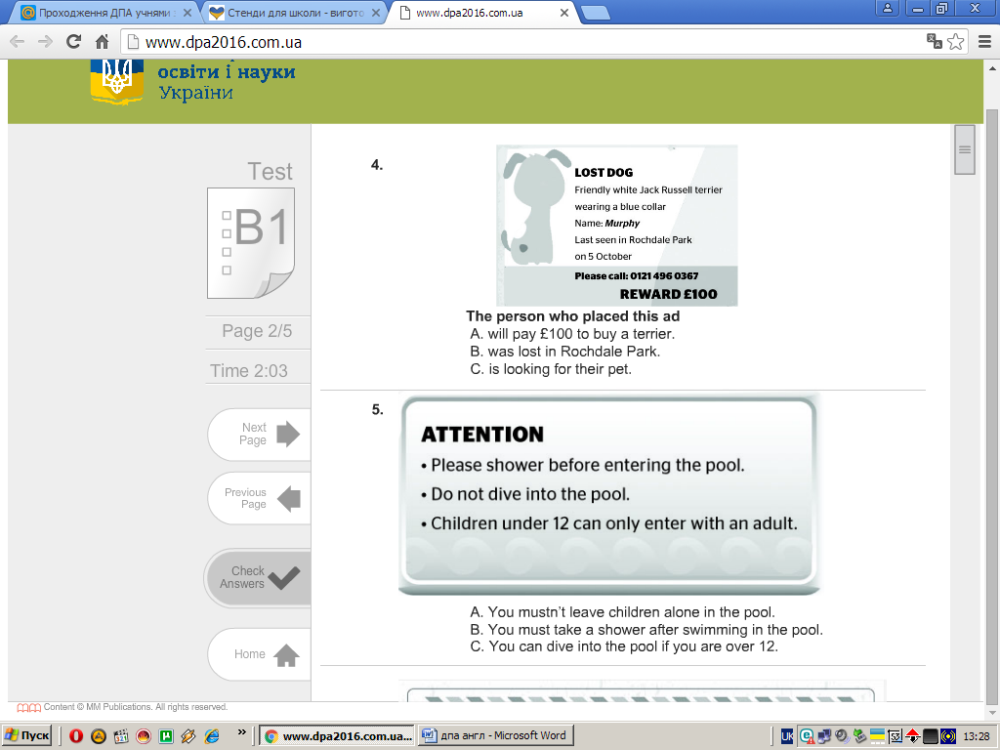 Проходження ДПА учнями з
Стенди для школи - вигото
www.dpa2016.com.ua
www.dpa2016.com.ua
освіти і науки
України
Test
B1
Page 2/5
Time 2:03
Next
Page
Previous
Page
Check
Answers
Home
4.
LOST DOG
Friendly white Jack Russell terrier
wearing a blue collar
Name: Murphy
Last seen in Rochdale Park
on 5 October
Please call: 0121 496 0367
REWARD £100
The person who placed this ad
A. will pay £100 to buy a terrier.
B. was lost in Rochdale Park.
C. is looking for their pet.
5.
ATTENTION
• Please shower before entering the pool.
• Do not dive into the pool.
• Children under 12 can only enter with an adult.
A. You mustn't leave children alone in the pool.
B. You must take a shower after swimming in the pool.
C. You can dive into the pool if you are over 12.
Content © MM Publications. All rights reserved.
Пуск
»
www.dpa2016.com.ua...
дпа англ - Microsoft Word
UK
13:28